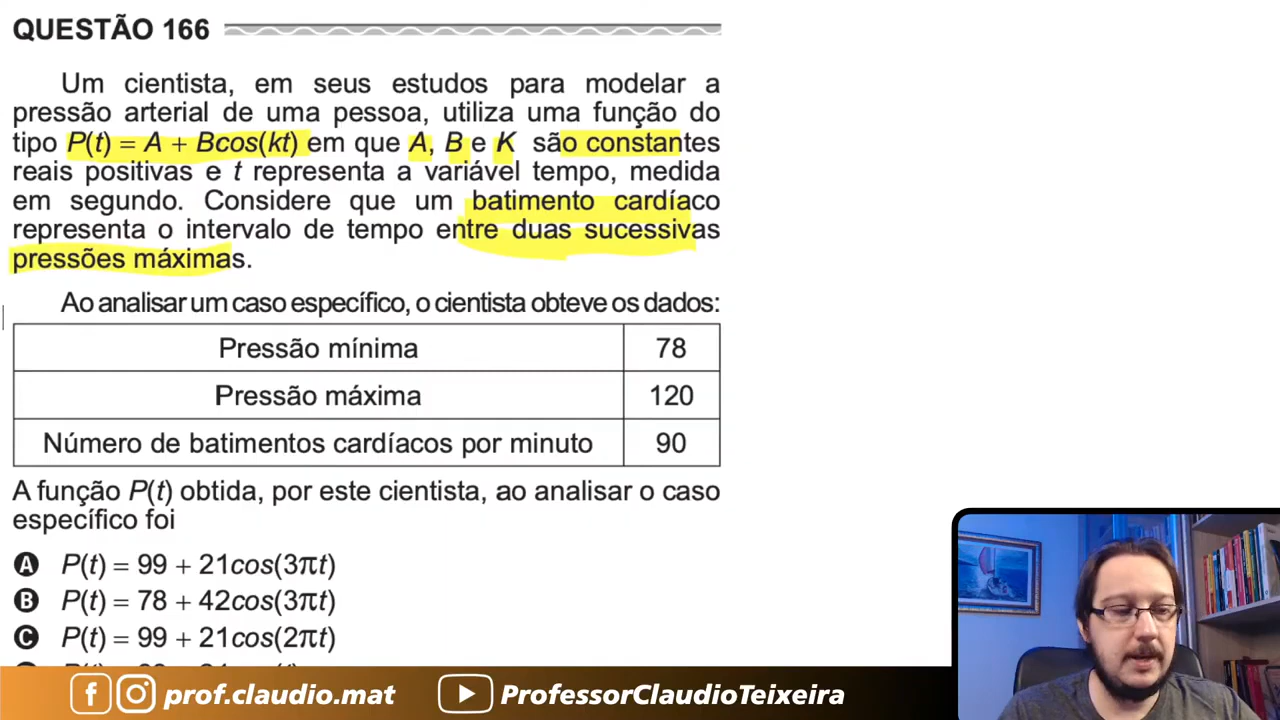 QUESTÃO 166
Um cientista, em seus estudos para modelar a
pressão arterial de uma pessoa, utiliza uma função do
tipo P(t) = A + Bcos(kt) em que A, B e K são constantes
reais positivas e t representa a variável tempo, medida
em segundo. Considere que um batimento cardíaco
representa o intervalo de tempo entre duas sucessivas
pressões máximas.
Ao analisar um caso específico, o cientista obteve os dados:
Pressão mínima 78
Pressão máxima 120
Número de batimentos cardíacos por minuto 90
A função P(t) obtida, por este cientista, ao analisar o caso
específico foi
A P(t) = 99 + 21cos(3πt)
B P(t) = 78 + 42cos(3πt)
C P(t) = 99 + 21cos(2πt)
prof.claudio.mat ProfessorClaudioTeixeira